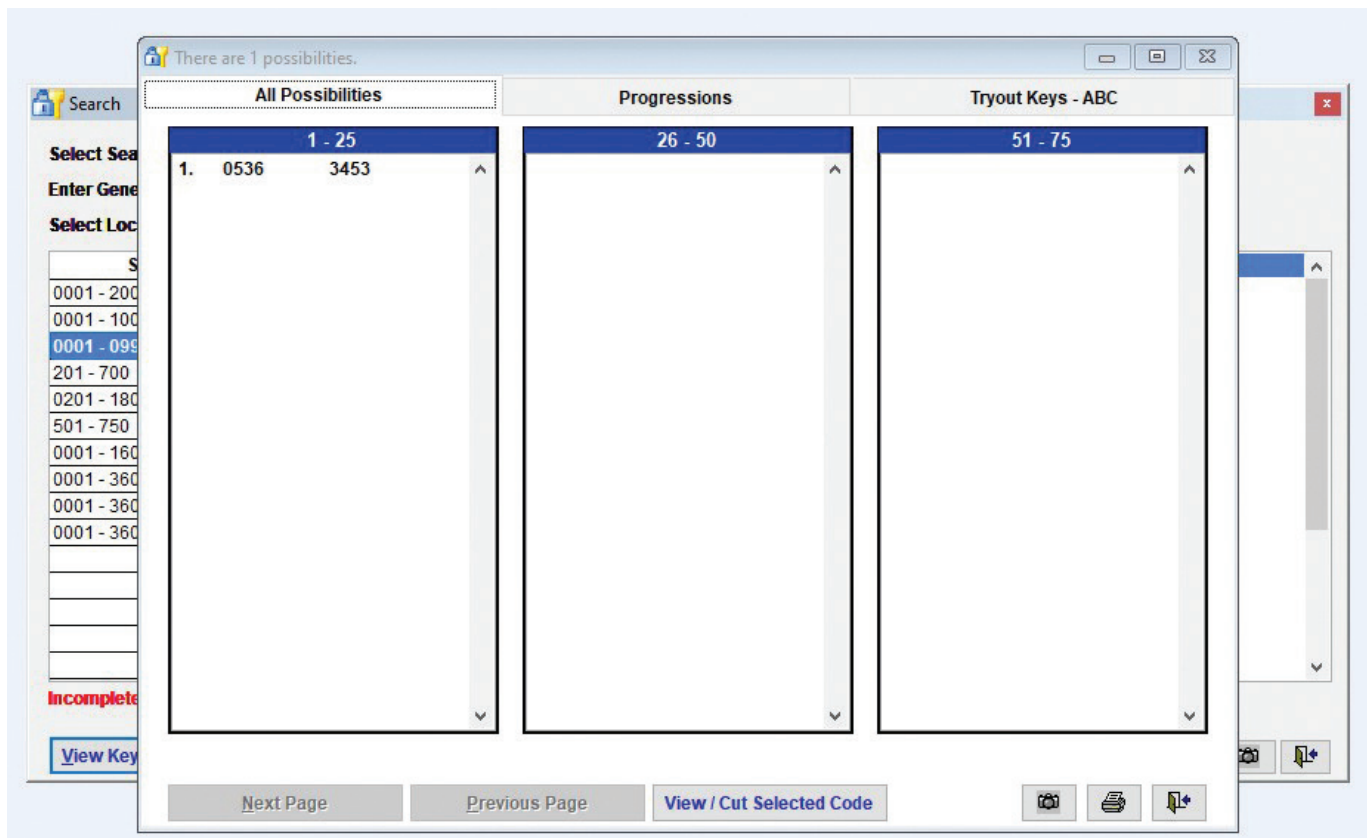 There are 1 possibilities.
All Possibilities
Progressions
Tryout Keys - ABC
1 - 25
26 - 50
51 - 75
1. 0536 3453
Next Page
Previous Page
View / Cut Selected Code
Search
Select Sea
Enter Gene
Select Loc
S
0001 - 200
0001 - 100
0001 - 099
201 - 700
0201 - 180
501 - 750
0001 - 160
0001 - 360
0001 - 360
0001 - 360
Incomplete
View Key